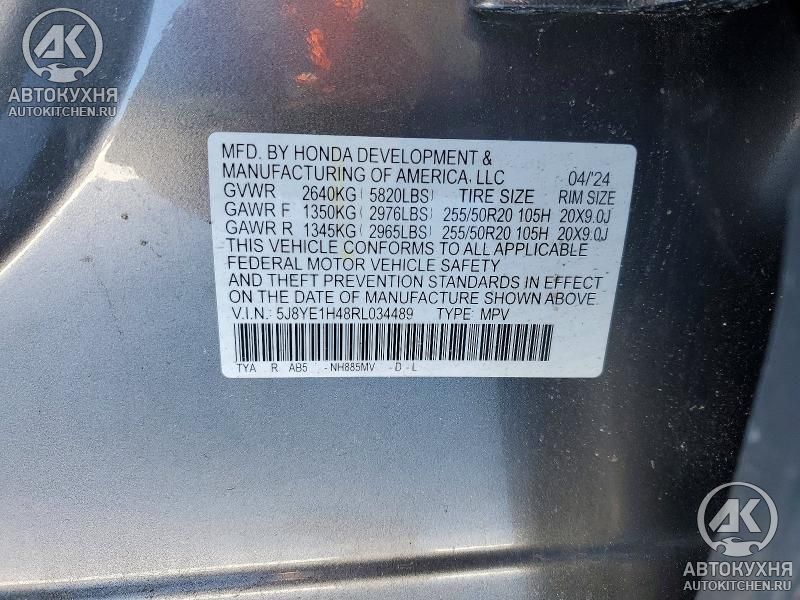 АК
АВТОКУХНЯ
AUTOKITCHEN.RU
MFD. BY HONDA DEVELOPMENT &
MANUFACTURING OF AMERICA, LLC 04/'24
GVWR 2640KG ( 5820LBS) TIRE SIZE RIM SIZE
GAWR F 1350KG ( 2976LBS) 255/50R20 105H 20X9.0J
GAWR R 1345KG ( 2965LBS) 255/50R20 105H 20X9.0J
THIS VEHICLE CONFORMS TO ALL APPLICABLE
FEDERAL MOTOR VEHICLE SAFETY
AND THEFT PREVENTION STANDARDS IN EFFECT
ON THE DATE OF MANUFACTURE SHOWN ABOVE.
V.I.N.: 5J8YE1H48RL034489 TYPE: MPV
TYA R AB5 -NH885MV -D -L
АК
АВТОКУХНЯ
AUTOKITCHEN.RU